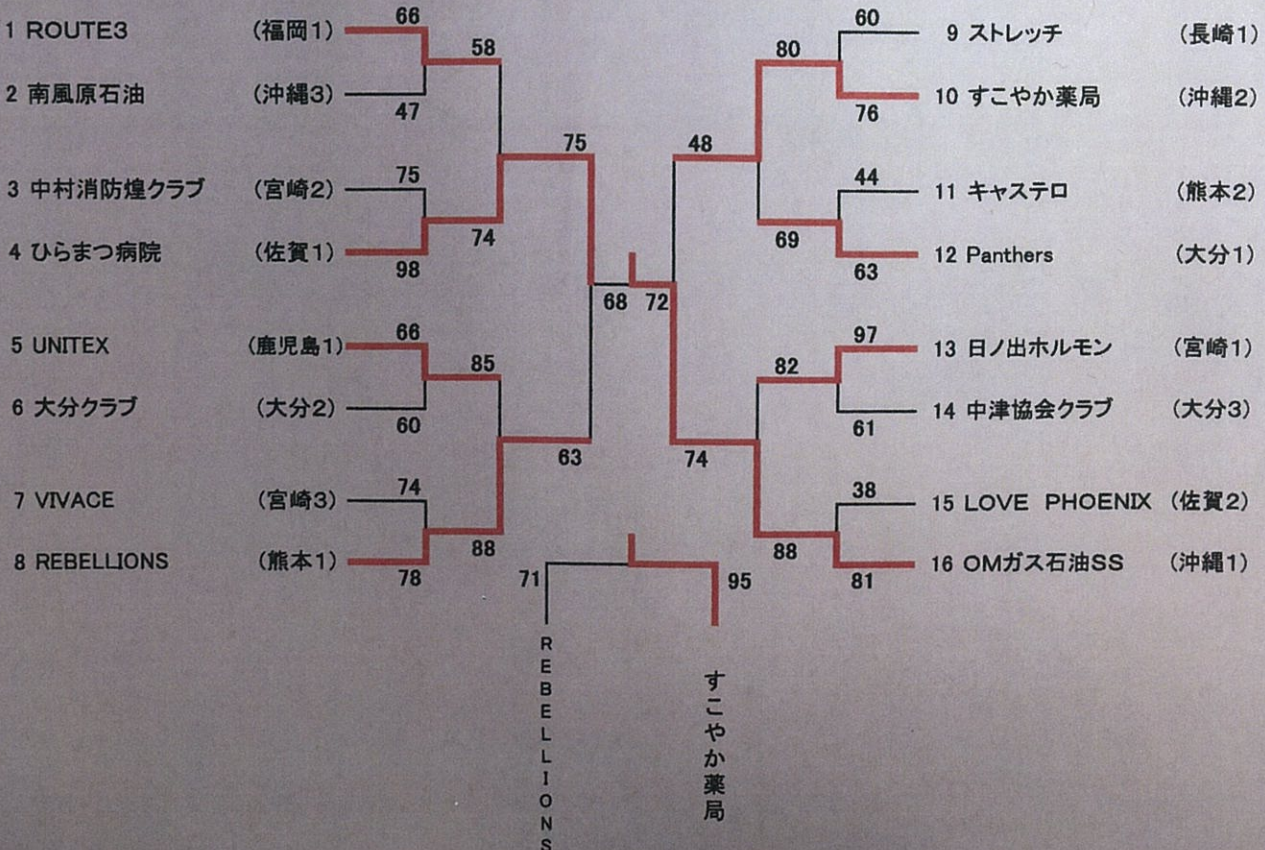 1 ROUTE3 (福岡1)
66
58
2 南風原石油 (沖縄3)
47
75
3 中村消防煌クラブ (宮崎2)
75
74
4 ひらまつ病院 (佐賀1)
98
68
5 UNITEX (鹿児島1)
66
85
6 大分クラブ (大分2)
60
63
7 VIVACE (宮崎3)
74
88
8 REBELLIONS (熊本1)
78
60
9 ストレッチ (長崎1)
80
10 すこやか薬局 (沖縄2)
76
48
44
11 キャステロ (熊本2)
69
12 Panthers (大分1)
63
72
97
13 日ノ出ホルモン (宮崎1)
82
14 中津協会クラブ (大分3)
61
74
38
15 LOVE PHOENIX (佐賀2)
88
16 OMガス石油SS (沖縄1)
81
71
95
REBELLIONS
すこやか薬局